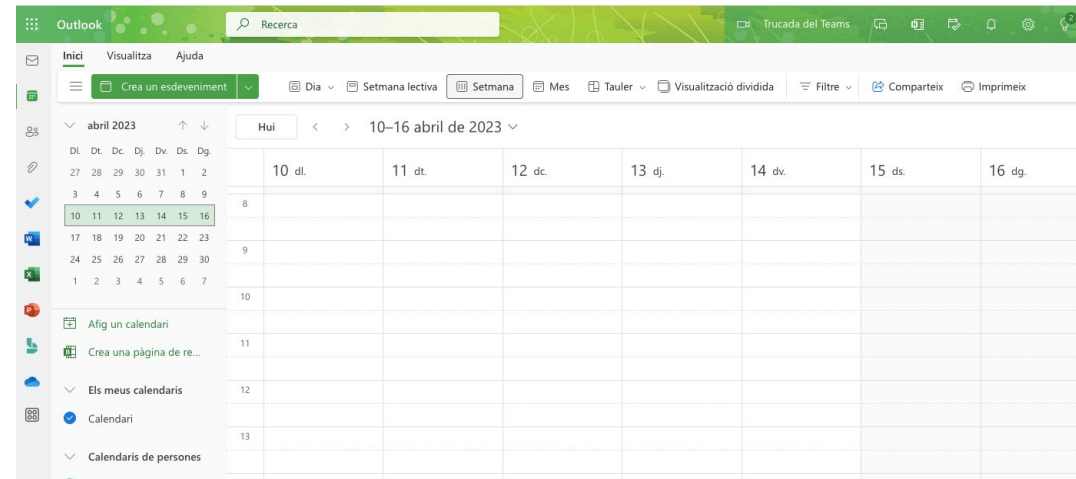 Outlook
Recerca
Trucada del Teams
2
Inici Visualitza Ajuda
Crea un esdeveniment
Dia Setmana lectiva Setmana Mes Tauler Visualització dividida Filtre Comparteix Imprimeix
abril 2023
Hui 10–16 abril de 2023
Dl. Dt. Dc. Dj. Dv. Ds. Dg.
27 28 29 30 31 1 2
3 4 5 6 7 8 9
10 11 12 13 14 15 16
17 18 19 20 21 22 23
24 25 26 27 28 29 30
1 2 3 4 5 6 7
Afig un calendari
Crea una pàgina de re...
Els meus calendaris
Calendari
Calendaris de persones
10 dl. 11 dt. 12 dc. 13 dj. 14 dv. 15 ds. 16 dg.
8
9
10
11
12
13